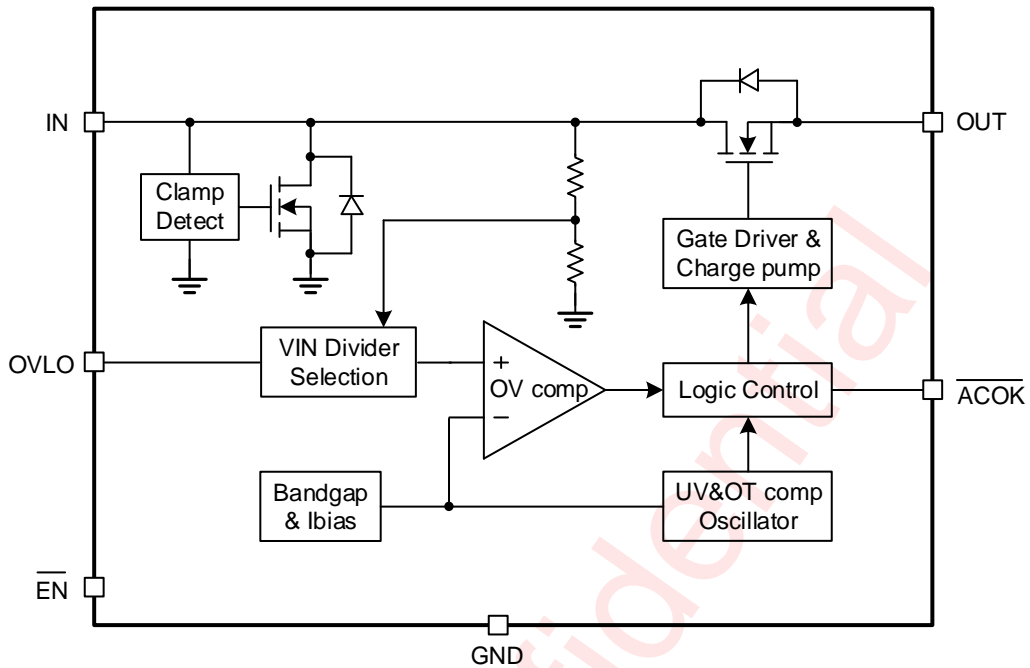 IN
OUT
Clamp
Detect
Gate Driver &
Charge pump
OVLO
VIN Divider
Selection
+
OV comp
−
Logic Control
ACOK
Bandgap
& Ibias
UV&OT comp
Oscillator
EN
GND
fidential